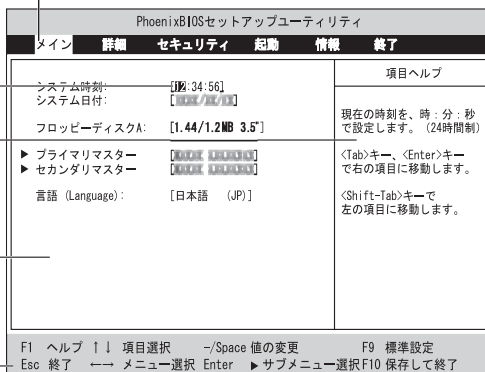 PhoenixBIOSセットアップユーティリティ
メイン 詳細 セキュリティ 起動 情報 終了
項目ヘルプ
システム時刻: [12:34:56]
システム日付:
フロッピーディスクA: [1.44/1.2MB 3.5"]
▶ プライマリマスター
▶ セカンダリマスター
言語 (Language): [日本語 (JP)]
現在の時刻を、時:分:秒
で設定します。(24時間制)
<Tab>キー、<Enter>キー
で右の項目に移動します。
<Shift-Tab>キーで
左の項目に移動します。
F1 ヘルプ ↑↓ 項目選択 -/Space 値の変更 F9 標準設定
Esc 終了 ←→ メニュー選択 Enter ▶サブメニュー選択 F10 保存して終了